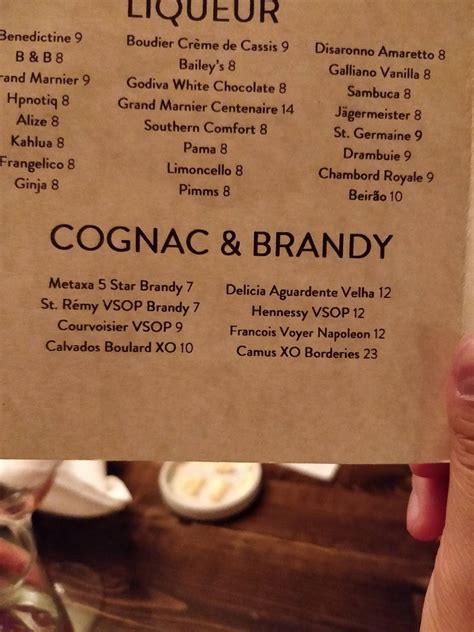 LIQUEUR
Benedictine 9
B & B 8
Grand Marnier 9
Hpnotiq 8
Alize 8
Kahlua 8
Frangelico 8
Ginja 8
Boudier Crème de Cassis 9
Bailey's 8
Godiva White Chocolate 8
Grand Marnier Centenaire 14
Southern Comfort 8
Pama 8
Limoncello 8
Pimms 8
Disaronno Amaretto 8
Galliano Vanilla 8
Sambuca 8
Jägermeister 8
St. Germaine 9
Drambuie 9
Chambord Royale 9
Beirão 10
COGNAC & BRANDY
Metaxa 5 Star Brandy 7
St. Rémy VSOP Brandy 7
Courvoisier VSOP 9
Calvados Boulard XO 10
Delicia Aguardente Velha 12
Hennessy VSOP 12
Francois Voyer Napoleon 12
Camus XO Borderies 23